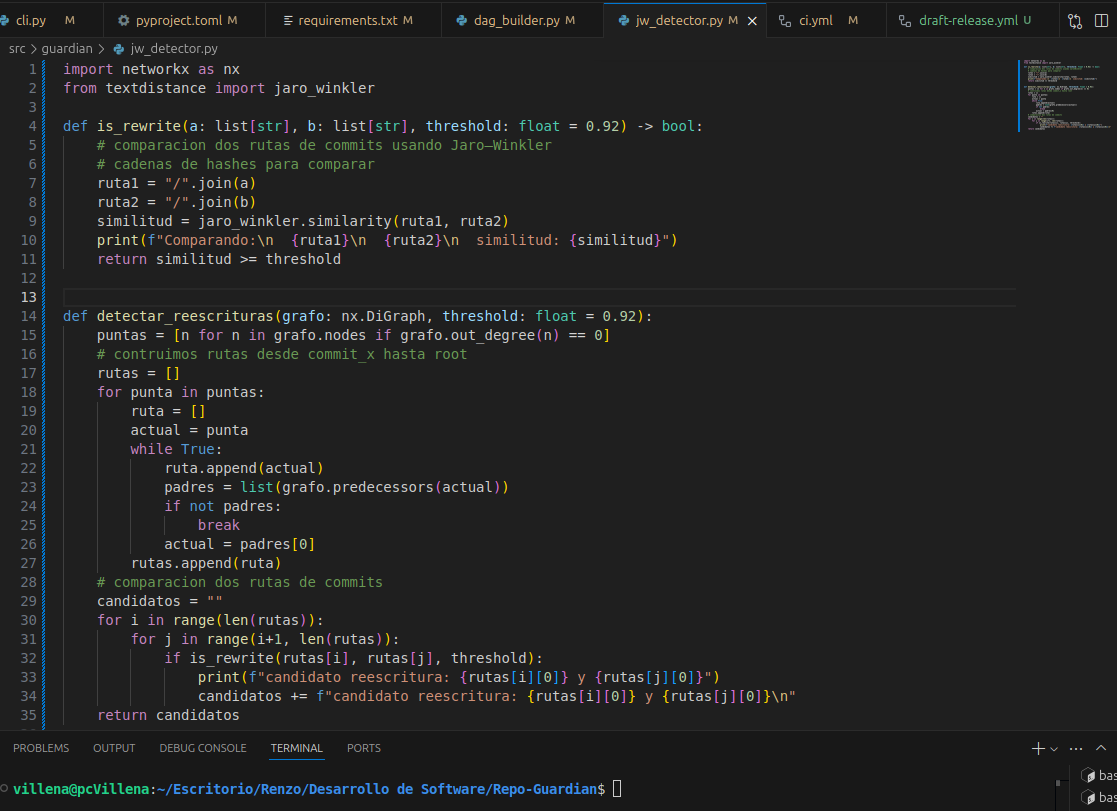 cli.py M pyproject.toml M requirements.txt M dag_builder.py M jw_detector.py M ci.yml M draft-release.yml U
src > guardian > jw_detector.py
1 import networkx as nx
2 from textdistance import jaro_winkler
3
4 def is_rewrite(a: list[str], b: list[str], threshold: float = 0.92) -> bool:
5     # comparacion dos rutas de commits usando Jaro–Winkler
6     # cadenas de hashes para comparar
7     ruta1 = "/".join(a)
8     ruta2 = "/".join(b)
9     similitud = jaro_winkler.similarity(ruta1, ruta2)
10     print(f"Comparando:\n  {ruta1}\n  {ruta2}\n  similitud: {similitud}")
11     return similitud >= threshold
12
13
14 def detectar_reescrituras(grafo: nx.DiGraph, threshold: float = 0.92):
15     puntas = [n for n in grafo.nodes if grafo.out_degree(n) == 0]
16     # contruimos rutas desde commit_x hasta root
17     rutas = []
18     for punta in puntas:
19         ruta = []
20         actual = punta
21         while True:
22             ruta.append(actual)
23             padres = list(grafo.predecessors(actual))
24             if not padres:
25                 break
26             actual = padres[0]
27         rutas.append(ruta)
28     # comparacion dos rutas de commits
29     candidatos = ""
30     for i in range(len(rutas)):
31         for j in range(i+1, len(rutas)):
32             if is_rewrite(rutas[i], rutas[j], threshold):
33                 print(f"candidato reescritura: {rutas[i][0]} y {rutas[j][0]}")
34                 candidatos += f"candidato reescritura: {rutas[i][0]} y {rutas[j][0]}\n"
35     return candidatos
PROBLEMS OUTPUT DEBUG CONSOLE TERMINAL PORTS
villena@pcVillena:~/Escritorio/Renzo/Desarrollo de Software/Repo-Guardian$
bas
bas